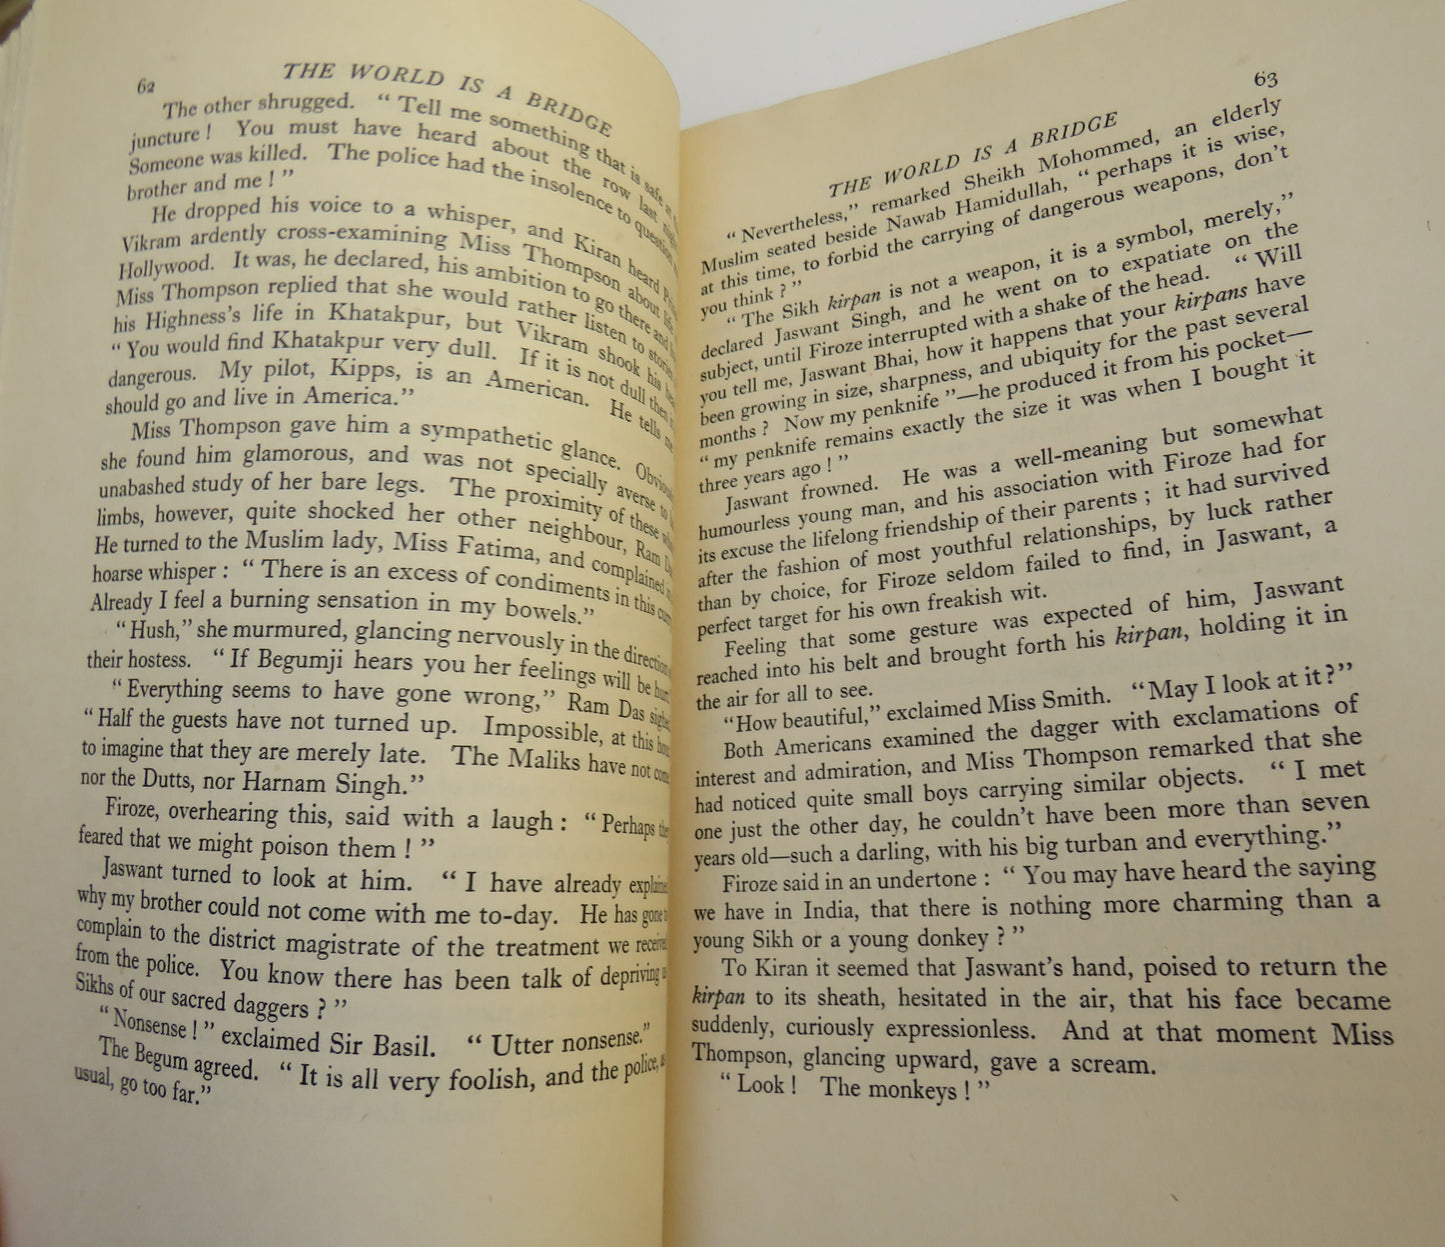 62
THE WORLD IS A BRIDGE
The other shrugged. “ Tell me something that is safe at
juncture ! You must have heard about the row last
Someone was killed. The police had the insolence to question
brother and me ! ”
He dropped his voice to a whisper, and Kiran heard
Vikram ardently cross-examining Miss Thompson about life
Hollywood. It was, he declared, his ambition to go there and
Miss Thompson replied that she would rather listen to stories
his Highness’s life in Khatakpur, but Vikram shook his
“ You would find Khatakpur very dull. If it is not dull then
dangerous. My pilot, Kipps, is an American. He tells
should go and live in America.”
Miss Thompson gave him a sympathetic glance.
she found him glamorous, and was not specially averse to
unabashed study of her bare legs. The proximity of these
limbs, however, quite shocked her other neighbour, Ram
He turned to the Muslim lady, Miss Fatima, and complained
hoarse whisper : “ There is an excess of condiments in this
Already I feel a burning sensation in my bowels.”
“Hush,” she murmured, glancing nervously in the direction
their hostess. “ If Begumji hears you her feelings will be
“Everything seems to have gone wrong,” Ram Das
“Half the guests have not turned up. Impossible, at this
to imagine that they are merely late. The Maliks have not
nor the Dutts, nor Harnam Singh.”
Firoze, overhearing this, said with a laugh : “ Perhaps
feared that we might poison them ! ”
Jaswant turned to look at him. “ I have already
why my brother could not come with me to-day. He has gone
complain to the district magistrate of the treatment we
from the police. You know there has been talk of depriving
Sikhs of our sacred daggers ? ”
“Nonsense ! ” exclaimed Sir Basil. “ Utter nonsense.”
The Begum agreed. “ It is all very foolish, and the police,
usual, go too far.”
63
THE WORLD IS A BRIDGE
“ Nevertheless,” remarked Sheikh Mohommed, an elderly
Muslim seated beside Nawab Hamidullah, “ perhaps it is wise,
at this time, to forbid the carrying of dangerous weapons, don’t
you think ? ”
“ The Sikh kirpan is not a weapon, it is a symbol, merely,”
declared Jaswant Singh, and he went on to expatiate on the
subject, until Firoze interrupted with a shake of the head. “ Will
you tell me, Jaswant Bhai, how it happens that your kirpans have
been growing in size, sharpness, and ubiquity for the past several
months ? Now my penknife ”—he produced it from his pocket—
“ my penknife remains exactly the size it was when I bought it
three years ago ! ”
Jaswant frowned. He was a well-meaning but somewhat
humourless young man, and his association with Firoze had for
its excuse the lifelong friendship of their parents ; it had survived
after the fashion of most youthful relationships, by luck rather
than by choice, for Firoze seldom failed to find, in Jaswant, a
perfect target for his own freakish wit.
Feeling that some gesture was expected of him, Jaswant
reached into his belt and brought forth his kirpan, holding it in
the air for all to see.
“How beautiful,” exclaimed Miss Smith. “May I look at it ?”
Both Americans examined the dagger with exclamations of
interest and admiration, and Miss Thompson remarked that she
had noticed quite small boys carrying similar objects. “ I met
one just the other day, he couldn’t have been more than seven
years old—such a darling, with his big turban and everything.”
Firoze said in an undertone : “ You may have heard the saying
we have in India, that there is nothing more charming than a
young Sikh or a young donkey ? ”
To Kiran it seemed that Jaswant’s hand, poised to return the
kirpan to its sheath, hesitated in the air, that his face became
suddenly, curiously expressionless. And at that moment Miss
Thompson, glancing upward, gave a scream.
“ Look ! The monkeys ! ”